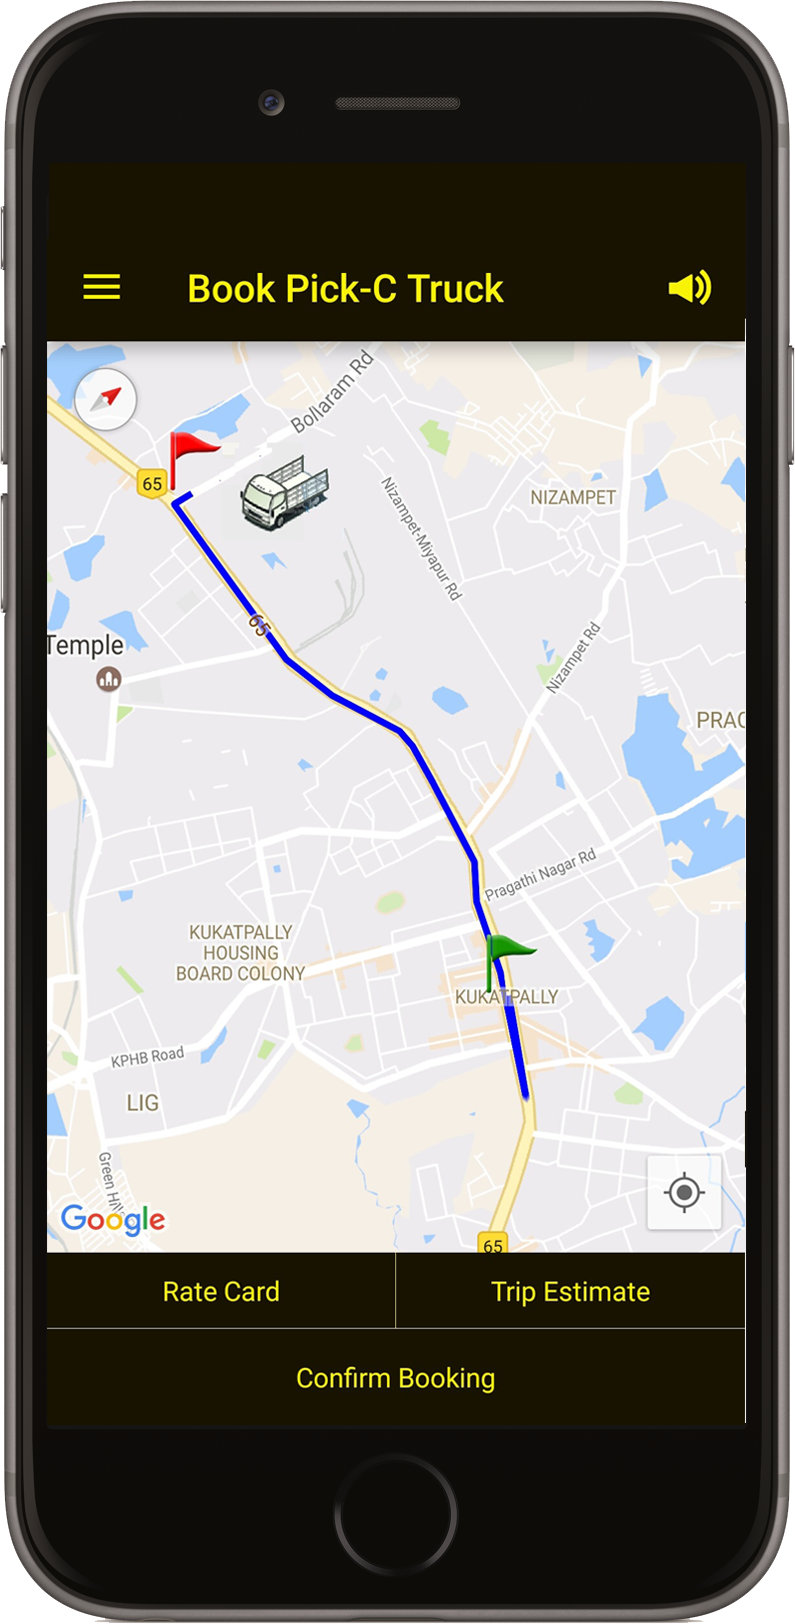 Book Pick-C Truck
Bollaram Rd
65
NIZAMPET
Nizampet-Miyapur Rd
65
Temple
Nizampet Rd
PRAG
Pragathi Nagar Rd
KUKATPALLY
HOUSING
BOARD COLONY
KUKATPALLY
KPHB Road
LIG
Green Hil
Google
65
Rate Card
Trip Estimate
Confirm Booking